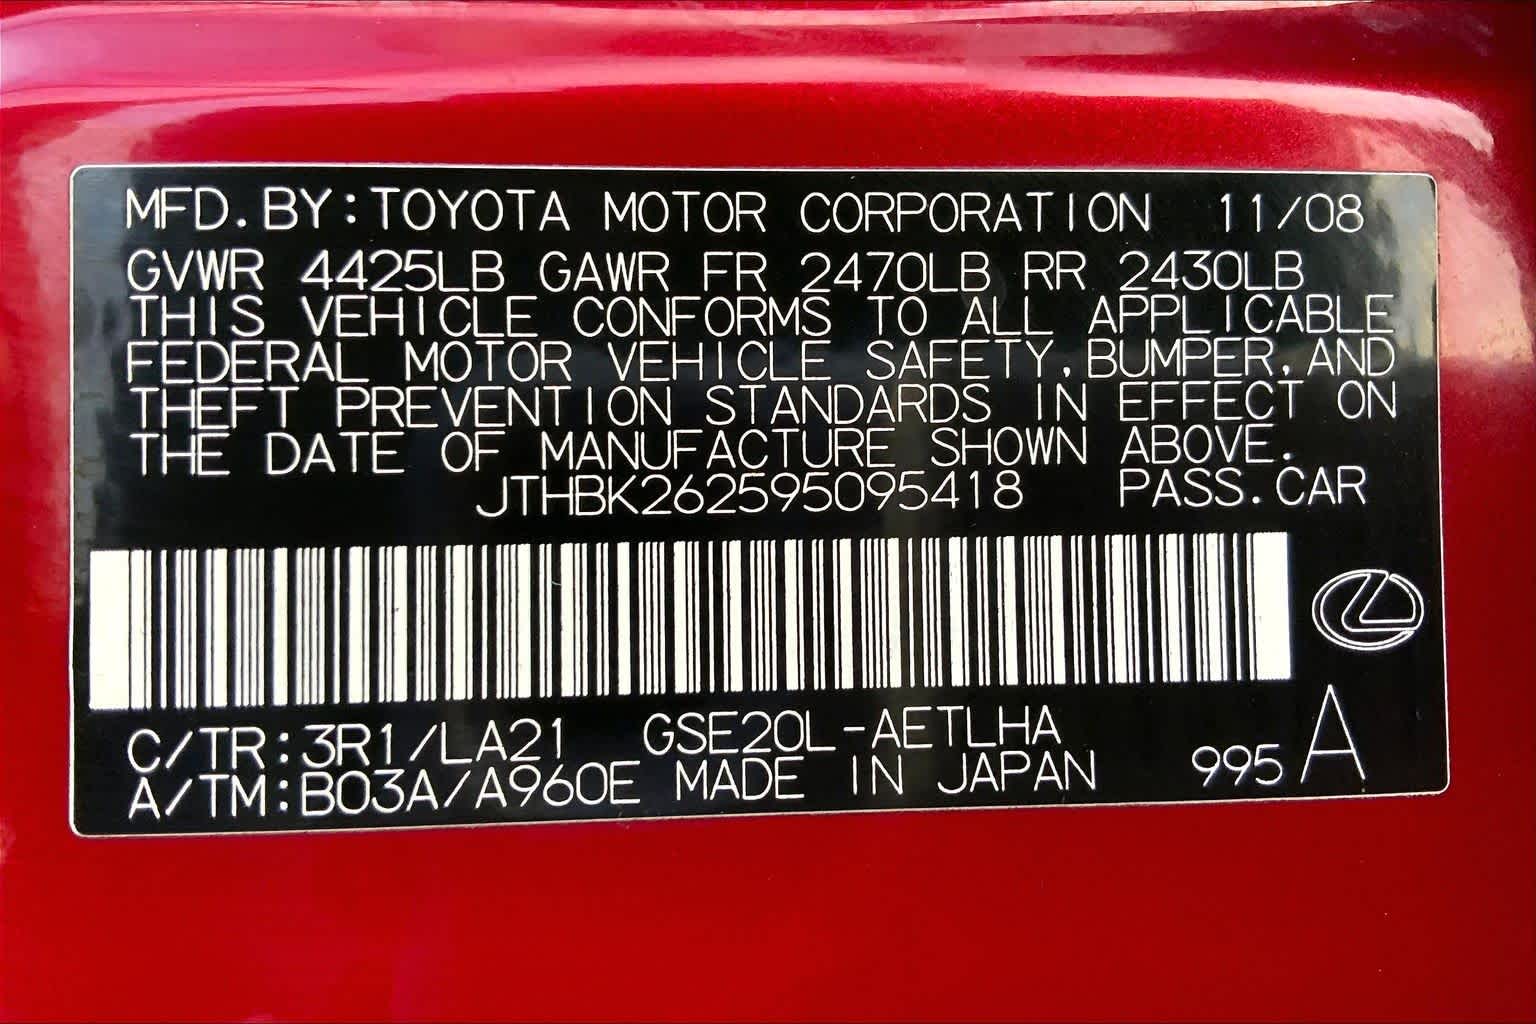 MFD. BY: TOYOTA MOTOR CORPORATION 11/08
GVWR 4425LB GAWR FR 2470LB RR 2430LB
THIS VEHICLE CONFORMS TO ALL APPLICABLE
FEDERAL MOTOR VEHICLE SAFETY, BUMPER, AND
THEFT PREVENTION STANDARDS IN EFFECT ON
THE DATE OF MANUFACTURE SHOWN ABOVE.
JTHBK262595095418 PASS. CAR
C/TR: 3R1/LA21 GSE20L-AETLHA
A/TM: B03A/A960E MADE IN JAPAN 995 A